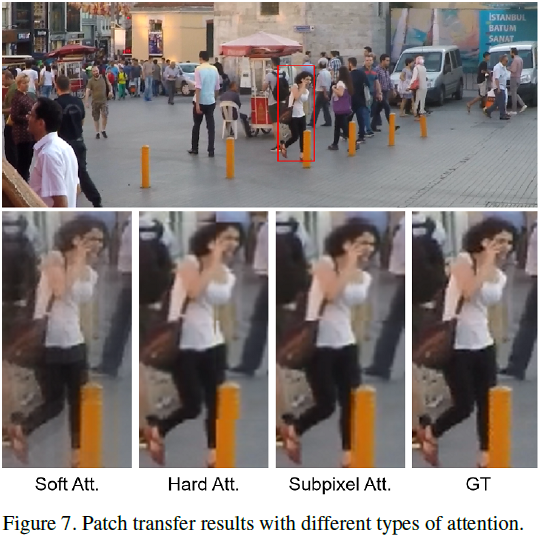 ISTANBUL
BATUM
SANAT
Soft Att.
Hard Att.
Subpixel Att.
GT
Figure 7. Patch transfer results with different types of attention.